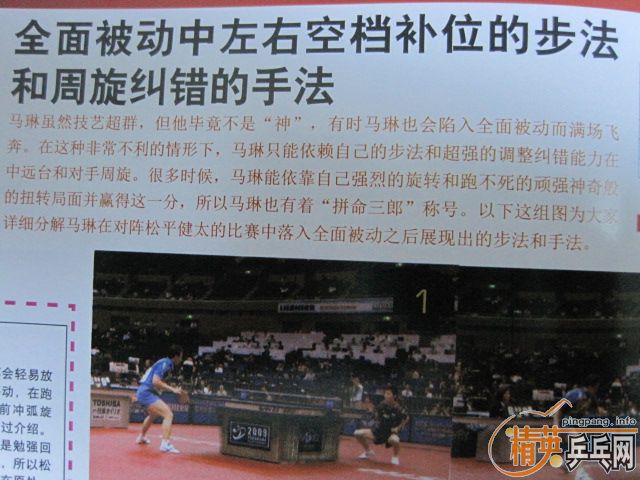 全面被动中左右空档补位的步法
和周旋纠错的手法
马琳虽然技艺超群，但他毕竟不是“神”，有时马琳也会陷入全面被动而满场飞
奔。在这种非常不利的情形下，马琳只能依赖自己的步法和超强的调整纠错能力在
中远台和对手周旋。很多时候，马琳能依靠自己强烈的旋转和跑不死的顽强神奇般
的扭转局面并赢得这一分，所以马琳也有着“拼命三郎”称号。以下这组图为大家
详细分解马琳在对阵松平健太的比赛中落入全面被动之后展现出的步法和手法。
1
LIEBHERR
TOSHIBA
2009
会轻易放
动，在跑
前冲弧旋
过介绍。
是勉强回
，所以松
pingpang.info
精英乒乓网